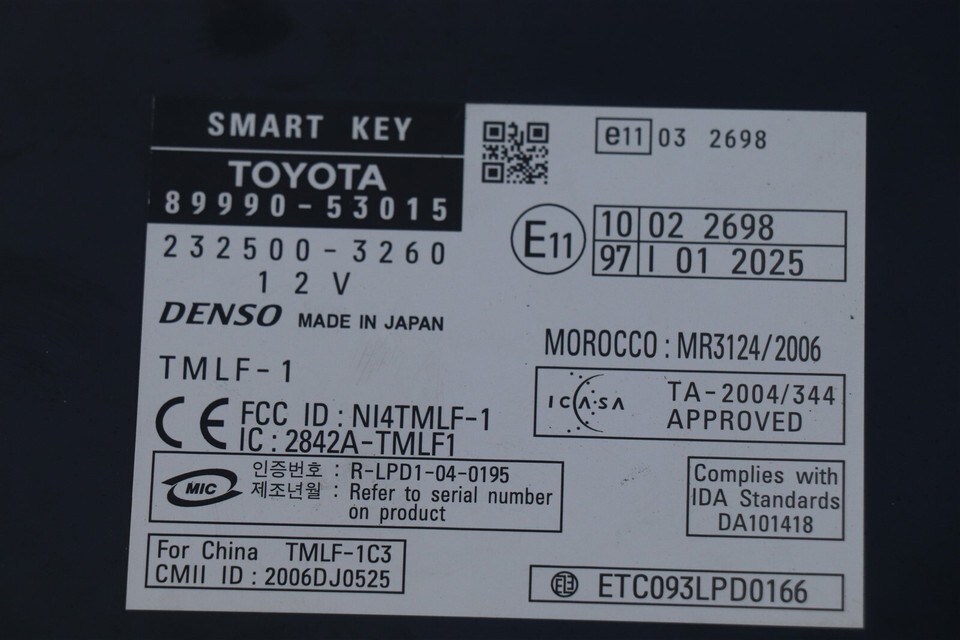 SMART KEY
TOYOTA
89990-53015
232500-3260
12V
DENSO MADE IN JAPAN
TMLF-1
CE FCC ID : NI4TMLF-1
IC : 2842A-TMLF1
MIC 인증번호 : R-LPD1-04-0195
제조년월 : Refer to serial number
on product
For China TMLF-1C3
CMII ID : 2006DJ0525
e11 03 2698
E11 10 02 2698
97 I 01 2025
MOROCCO : MR3124/2006
ICASA TA-2004/344
APPROVED
Complies with
IDA Standards
DA101418
ETC093LPD0166